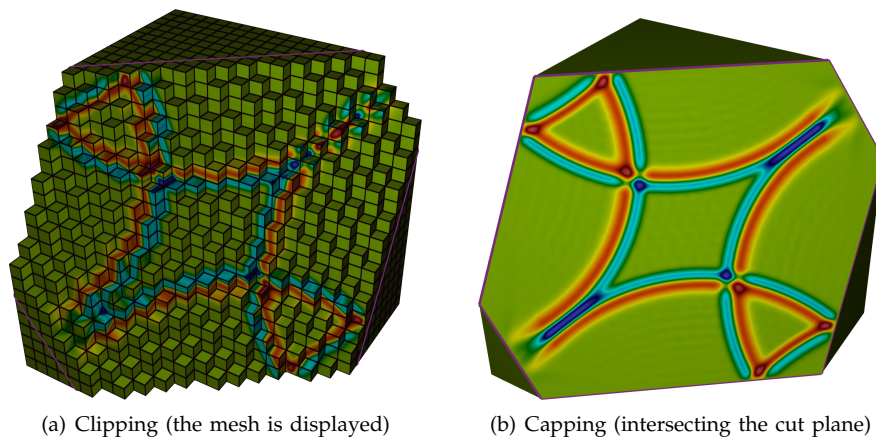 (a) Clipping (the mesh is displayed)
(b) Capping (intersecting the cut plane)